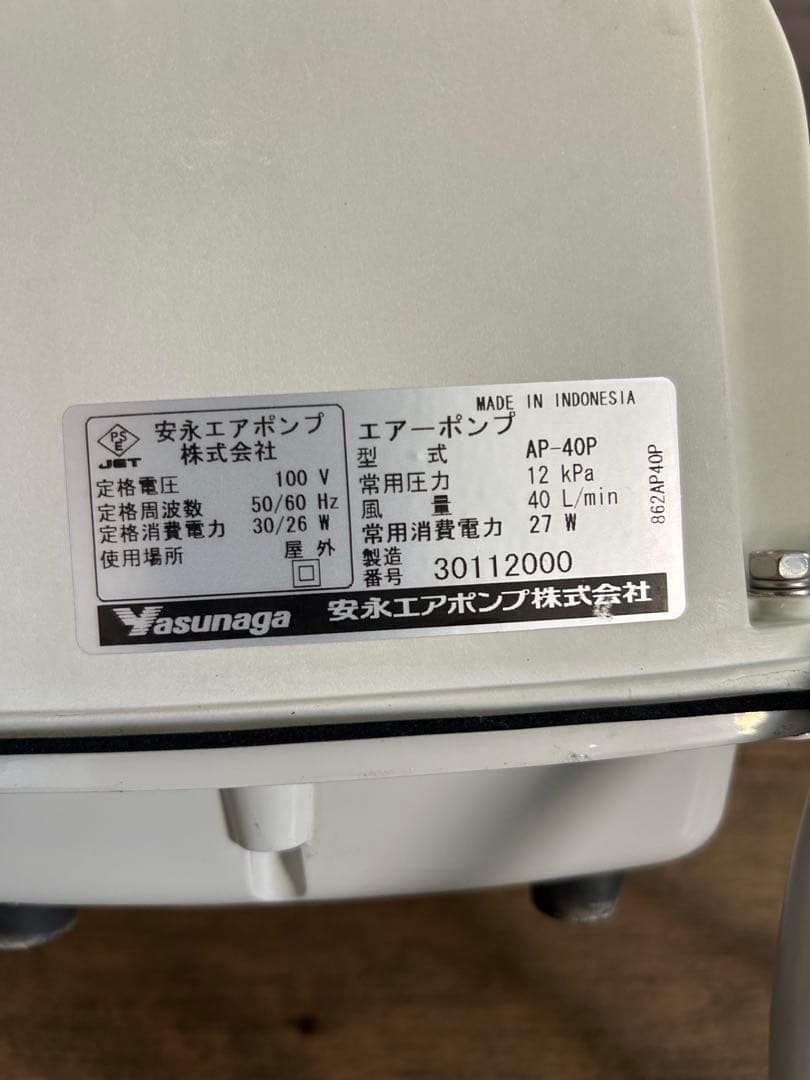 MADE IN INDONESIA
PS
E
JET
安永エアポンプ
株式会社
定格電圧 100 V
定格周波数 50/60 Hz
定格消費電力 30/26 W
使用場所 屋外
エアーポンプ
型式 AP-40P
常用圧力 12 kPa
風量 40 L/min
常用消費電力 27 W
製造
番号 30112000
862AP40P
Yasunaga 安永エアポンプ株式会社